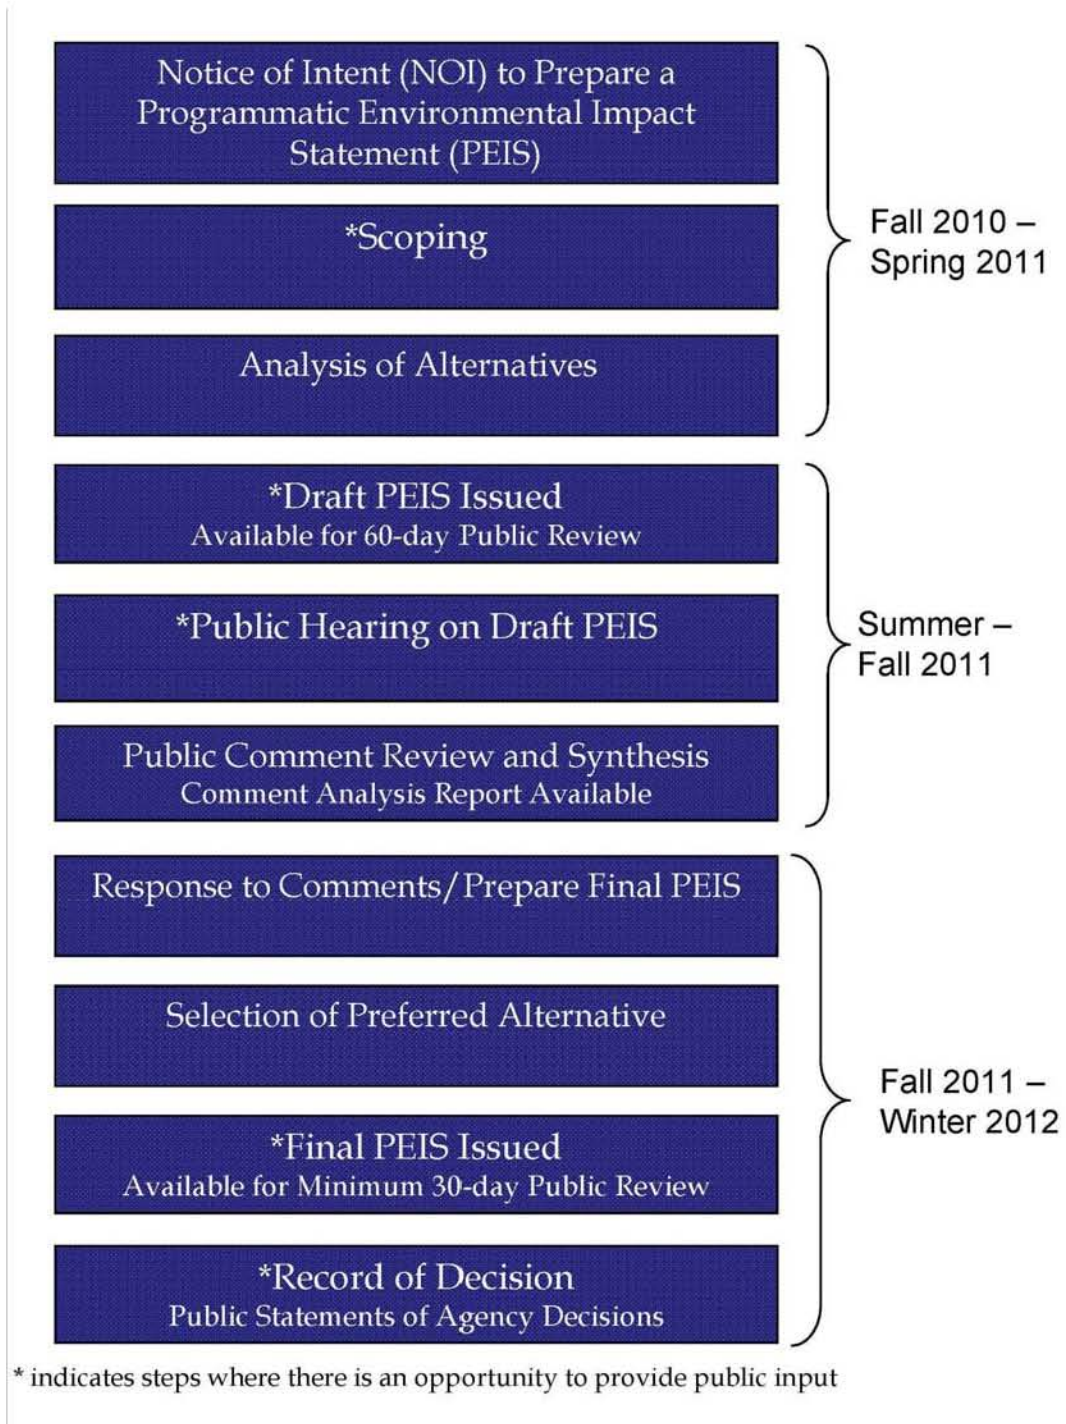 Notice of Intent (NOI) to Prepare a
Programmatic Environmental Impact
Statement (PEIS)
*Scoping
Analysis of Alternatives
Fall 2010 –
Spring 2011
*Draft PEIS Issued
Available for 60-day Public Review
*Public Hearing on Draft PEIS
Public Comment Review and Synthesis
Comment Analysis Report Available
Summer –
Fall 2011
Response to Comments/Prepare Final PEIS
Selection of Preferred Alternative
*Final PEIS Issued
Available for Minimum 30-day Public Review
*Record of Decision
Public Statements of Agency Decisions
Fall 2011 –
Winter 2012
* indicates steps where there is an opportunity to provide public input